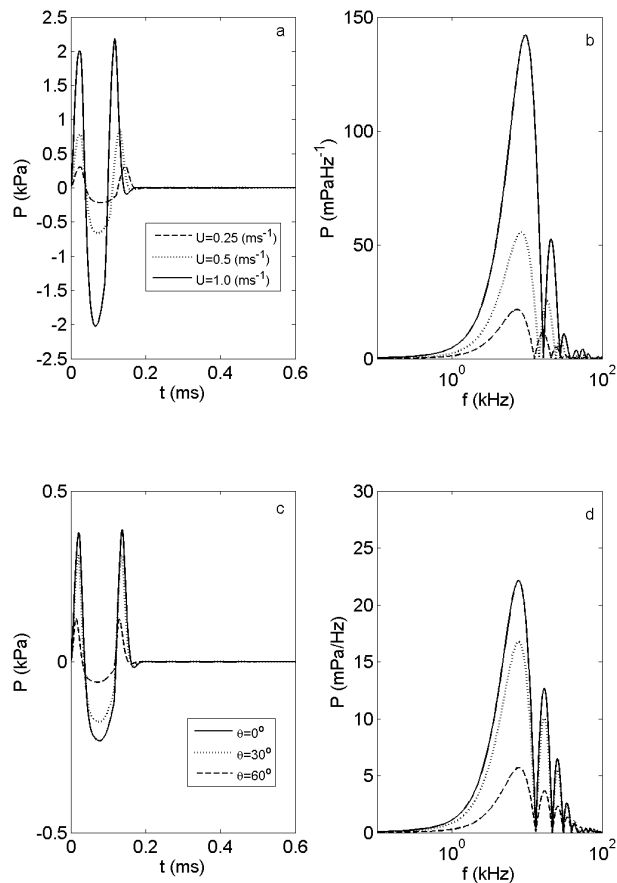 a
2.5
2
1.5
1
0.5
0
-0.5
-1
-1.5
-2
-2.5
P (kPa)
U=0.25 (ms⁻¹)
U=0.5 (ms⁻¹)
U=1.0 (ms⁻¹)
0 0.2 0.4 0.6
t (ms)
b
150
100
50
0
P (mPaHz⁻¹)
10⁰ 10²
f (kHz)
c
0.5
0
-0.5
P (kPa)
θ=0°
θ=30°
θ=60°
0 0.2 0.4 0.6
t (ms)
d
30
25
20
15
10
5
0
P (mPa/Hz)
10⁰ 10²
f (kHz)